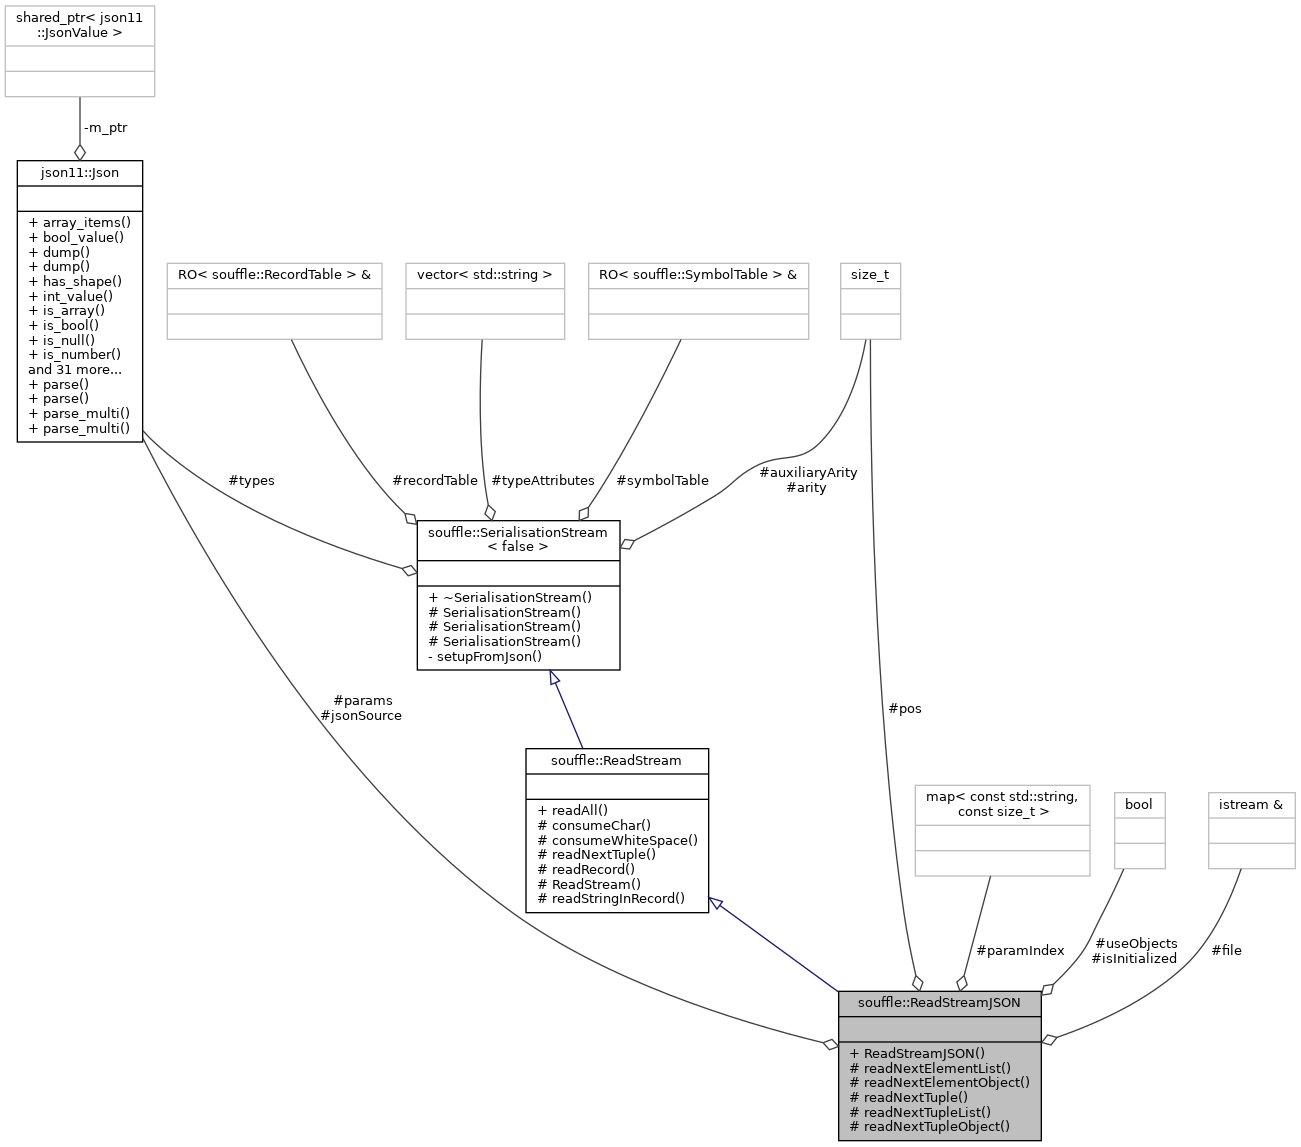 shared_ptr< json11
::JsonValue >
-m_ptr
json11::Json
+ array_items()
+ bool_value()
+ dump()
+ dump()
+ has_shape()
+ int_value()
+ is_array()
+ is_bool()
+ is_null()
+ is_number()
and 31 more...
+ parse()
+ parse()
+ parse_multi()
+ parse_multi()
RO< souffle::RecordTable > &
vector< std::string >
RO< souffle::SymbolTable > &
size_t
#types
#recordTable
#typeAttributes
#symbolTable
#auxiliaryArity
#arity
souffle::SerialisationStream
< false >
+ ~SerialisationStream()
# SerialisationStream()
# SerialisationStream()
# SerialisationStream()
- setupFromJson()
#params
#jsonSource
#pos
souffle::ReadStream
+ readAll()
# consumeChar()
# consumeWhiteSpace()
# readNextTuple()
# readRecord()
# ReadStream()
# readStringInRecord()
map< const std::string,
const size_t >
bool
istream &
#paramIndex
#useObjects
#isInitialized
#file
souffle::ReadStreamJSON
+ ReadStreamJSON()
# readNextElementList()
# readNextElementObject()
# readNextTuple()
# readNextTupleList()
# readNextTupleObject()